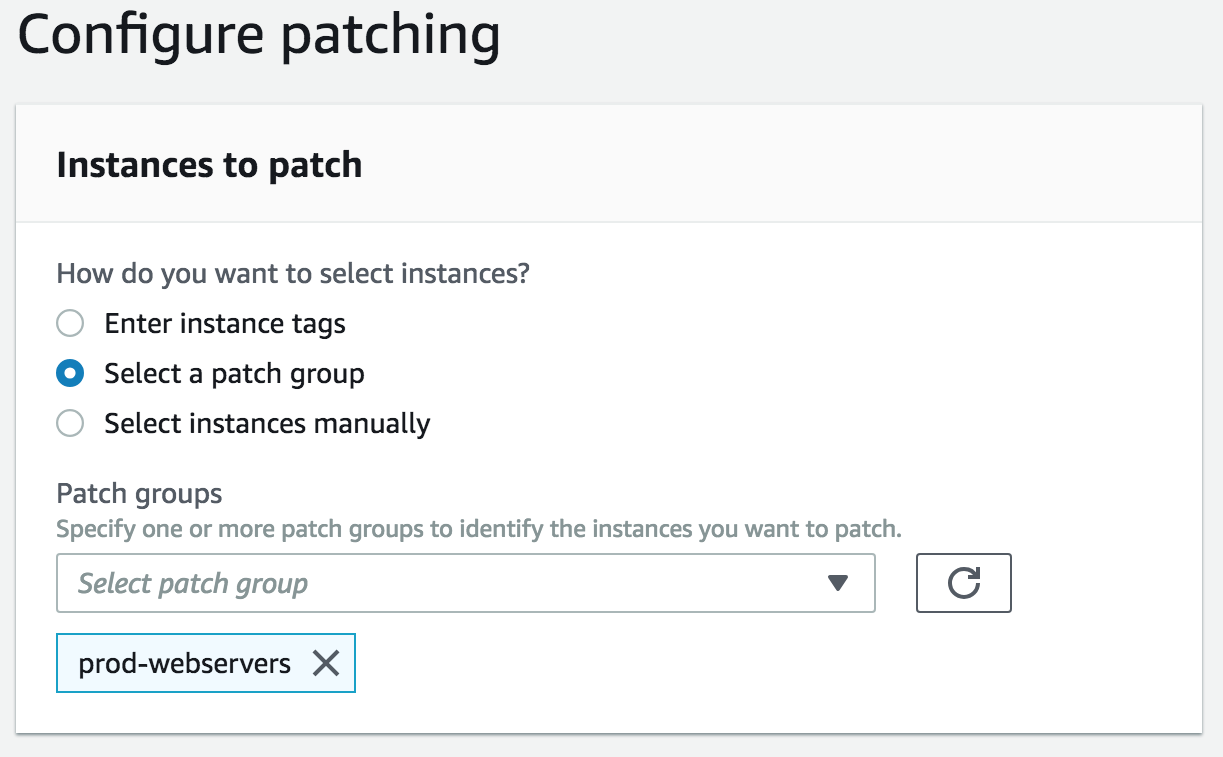 Configure patching
Instances to patch
How do you want to select instances?
Enter instance tags
Select a patch group
Select instances manually
Patch groups
Specify one or more patch groups to identify the instances you want to patch.
Select patch group
prod-webservers